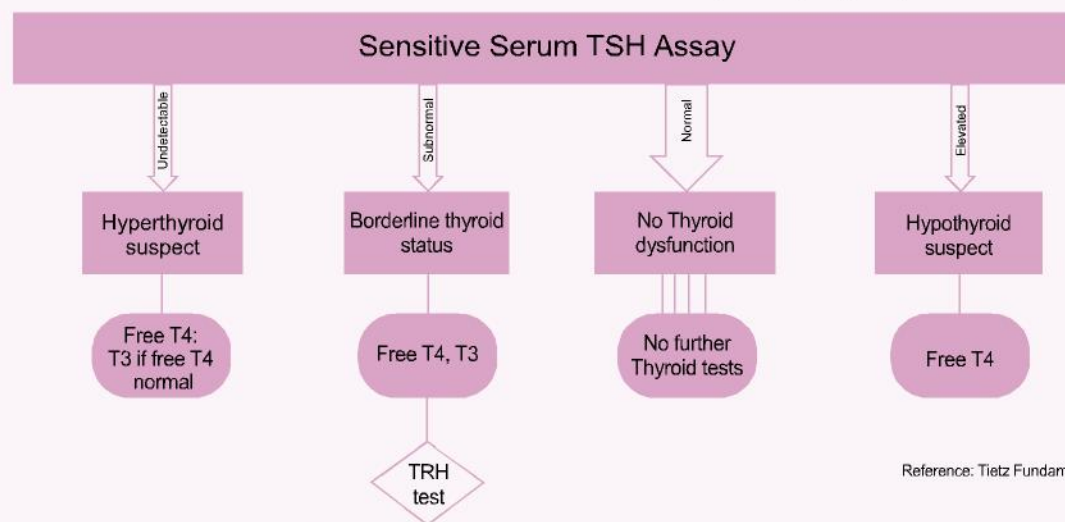 Sensitive Serum TSH Assay
Undetectable
Subnormal
Normal
Elevated
Hyperthyroid
suspect
Borderline thyroid
status
No Thyroid
dysfunction
Hypothyroid
suspect
Free T4:
T3 if free T4
normal
Free T4, T3
No further
Thyroid tests
Free T4
TRH
test
Reference: Tietz Fundam